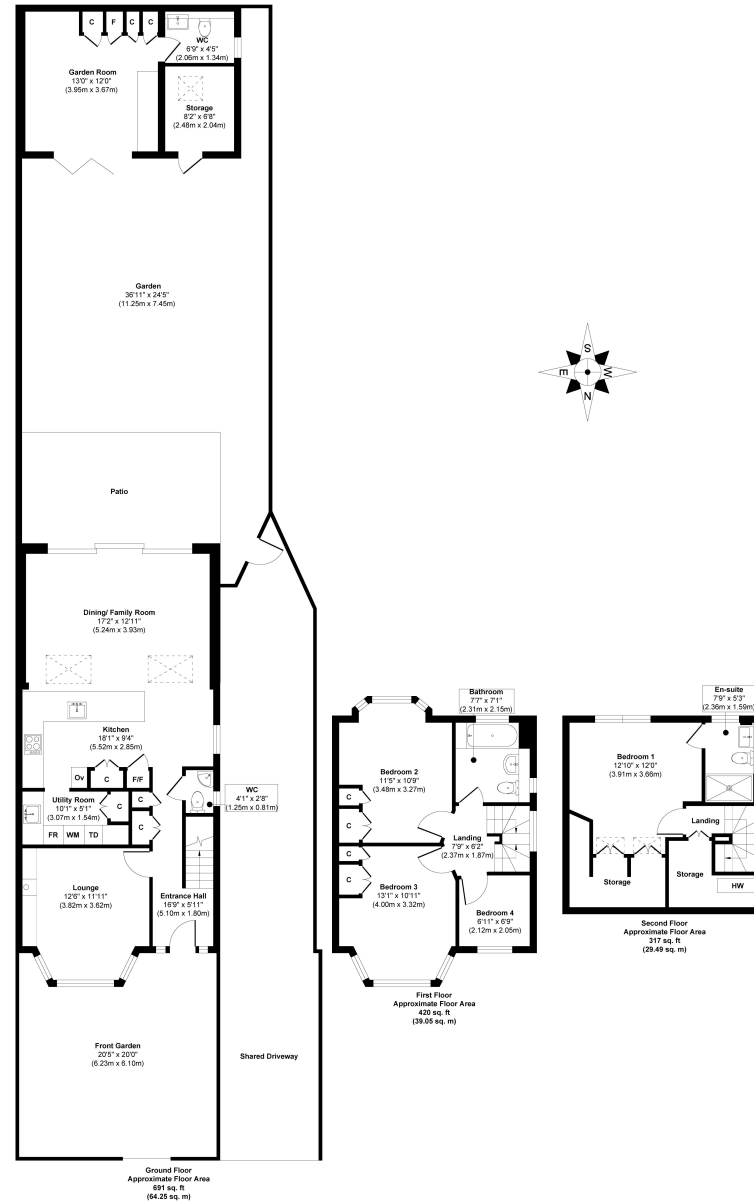 C
F
C
C
WC
6'9" x 4'5"
(2.06m x 1.34m)
Garden Room
13'0" x 12'0"
(3.95m x 3.67m)
Storage
8'2" x 6'8"
(2.48m x 2.04m)
Garden
36'11" x 24'5"
(11.25m x 7.45m)
S
E
W
N
Patio
Dining/ Family Room
17'2" x 12'11"
(5.24m x 3.93m)
Kitchen
18'1" x 9'4"
(5.52m x 2.85m)
Ov
C
F/F
Utility Room
10'1" x 5'1"
(3.07m x 1.54m)
C
C
C
FR
WM
TD
WC
4'1" x 2'8"
(1.25m x 0.81m)
Lounge
12'6" x 11'11"
(3.82m x 3.62m)
Entrance Hall
16'9" x 5'11"
(5.10m x 1.80m)
Front Garden
20'5" x 20'0"
(6.23m x 6.10m)
Shared Driveway
Ground Floor
Approximate Floor Area
691 sq. ft
(64.25 sq. m)
Bathroom
7'7" x 7'1"
(2.31m x 2.15m)
Bedroom 2
11'5" x 10'9"
(3.48m x 3.27m)
C
C
C
C
Landing
7'9" x 6'2"
(2.37m x 1.87m)
Bedroom 3
13'1" x 10'11"
(4.00m x 3.32m)
Bedroom 4
6'11" x 6'9"
(2.12m x 2.05m)
First Floor
Approximate Floor Area
420 sq. ft
(39.05 sq. m)
En-suite
7'9" x 5'3"
(2.36m x 1.59m)
Bedroom 1
12'10" x 12'0"
(3.91m x 3.66m)
Landing
Storage
Storage
HW
Second Floor
Approximate Floor Area
317 sq. ft
(29.49 sq. m)